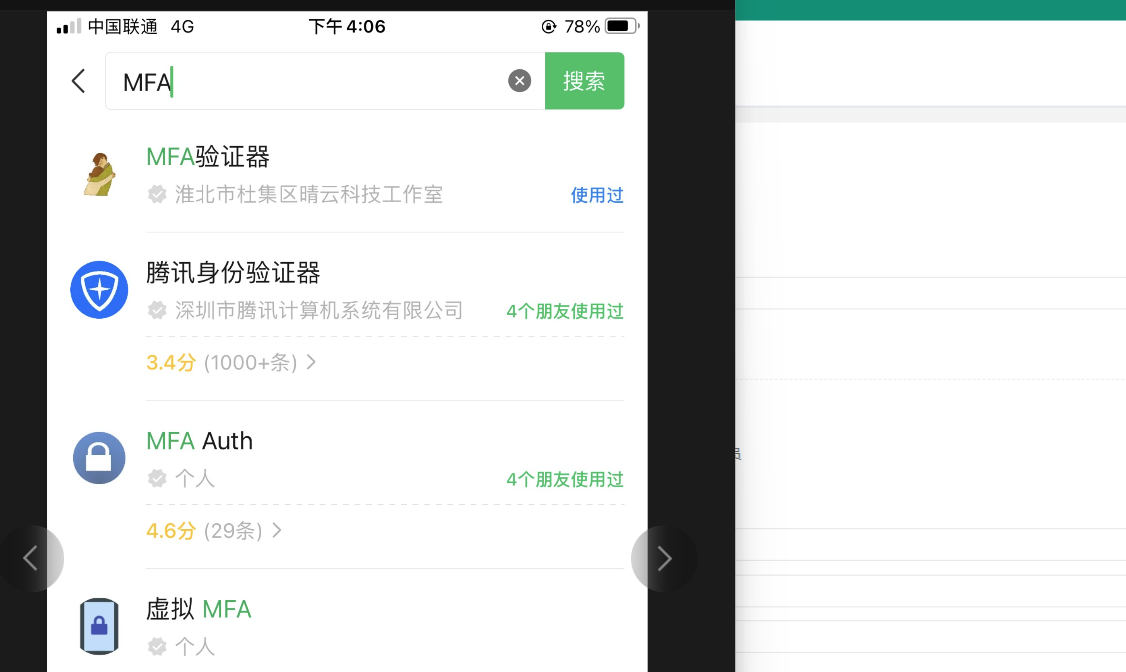 中国联通 4G 下午 4:06 78%
MFA 搜索
MFA验证器
淮北市杜集区晴云科技工作室 使用过
腾讯身份验证器
深圳市腾讯计算机系统有限公司 4个朋友使用过
3.4分 (1000+条)
MFA Auth
个人 4个朋友使用过
4.6分 (29条)
虚拟 MFA
个人